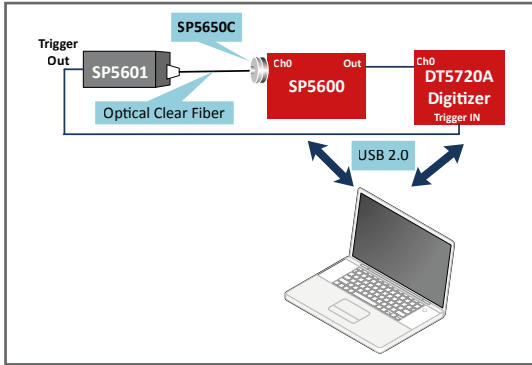 SP5650C
Trigger
Out
SP5601
Optical Clear Fiber
Ch0
Out
SP5600
Ch0
DT5720A
Digitizer
Trigger IN
USB 2.0